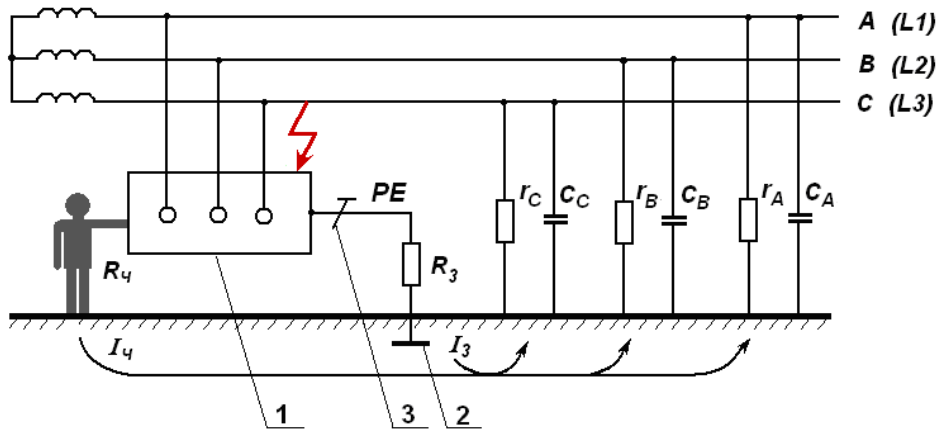 A (L1)
B (L2)
C (L3)
PE
rC
CC
rB
CB
rA
CA
Rч
RЗ
Iч
IЗ
1
3
2